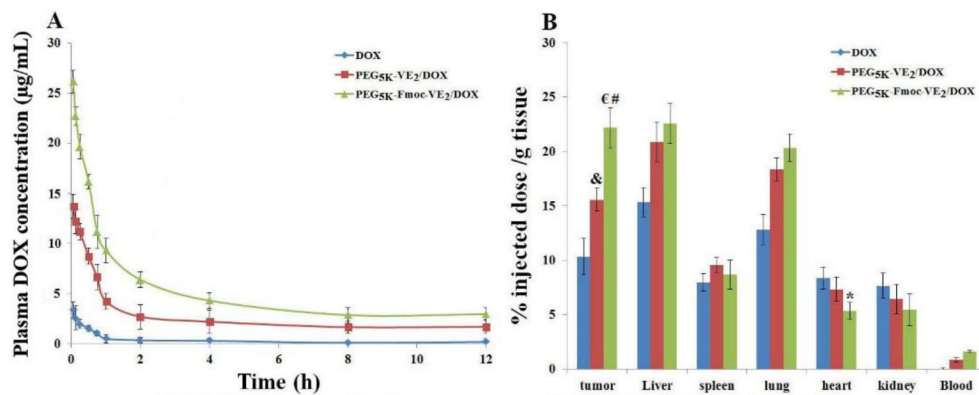 A
Plasma DOX concentration (µg/mL)
30
25
20
15
10
5
0
DOX
PEG5K-VE2/DOX
PEG5K-Fmoc-VE2/DOX
0
2
4
6
8
10
12
Time (h)
B
% injected dose /g tissue
30
25
20
15
10
5
0
DOX
PEG5K-VE2/DOX
PEG5K-Fmoc-VE2/DOX
€#
&
*
tumor Liver spleen lung heart kidney Blood